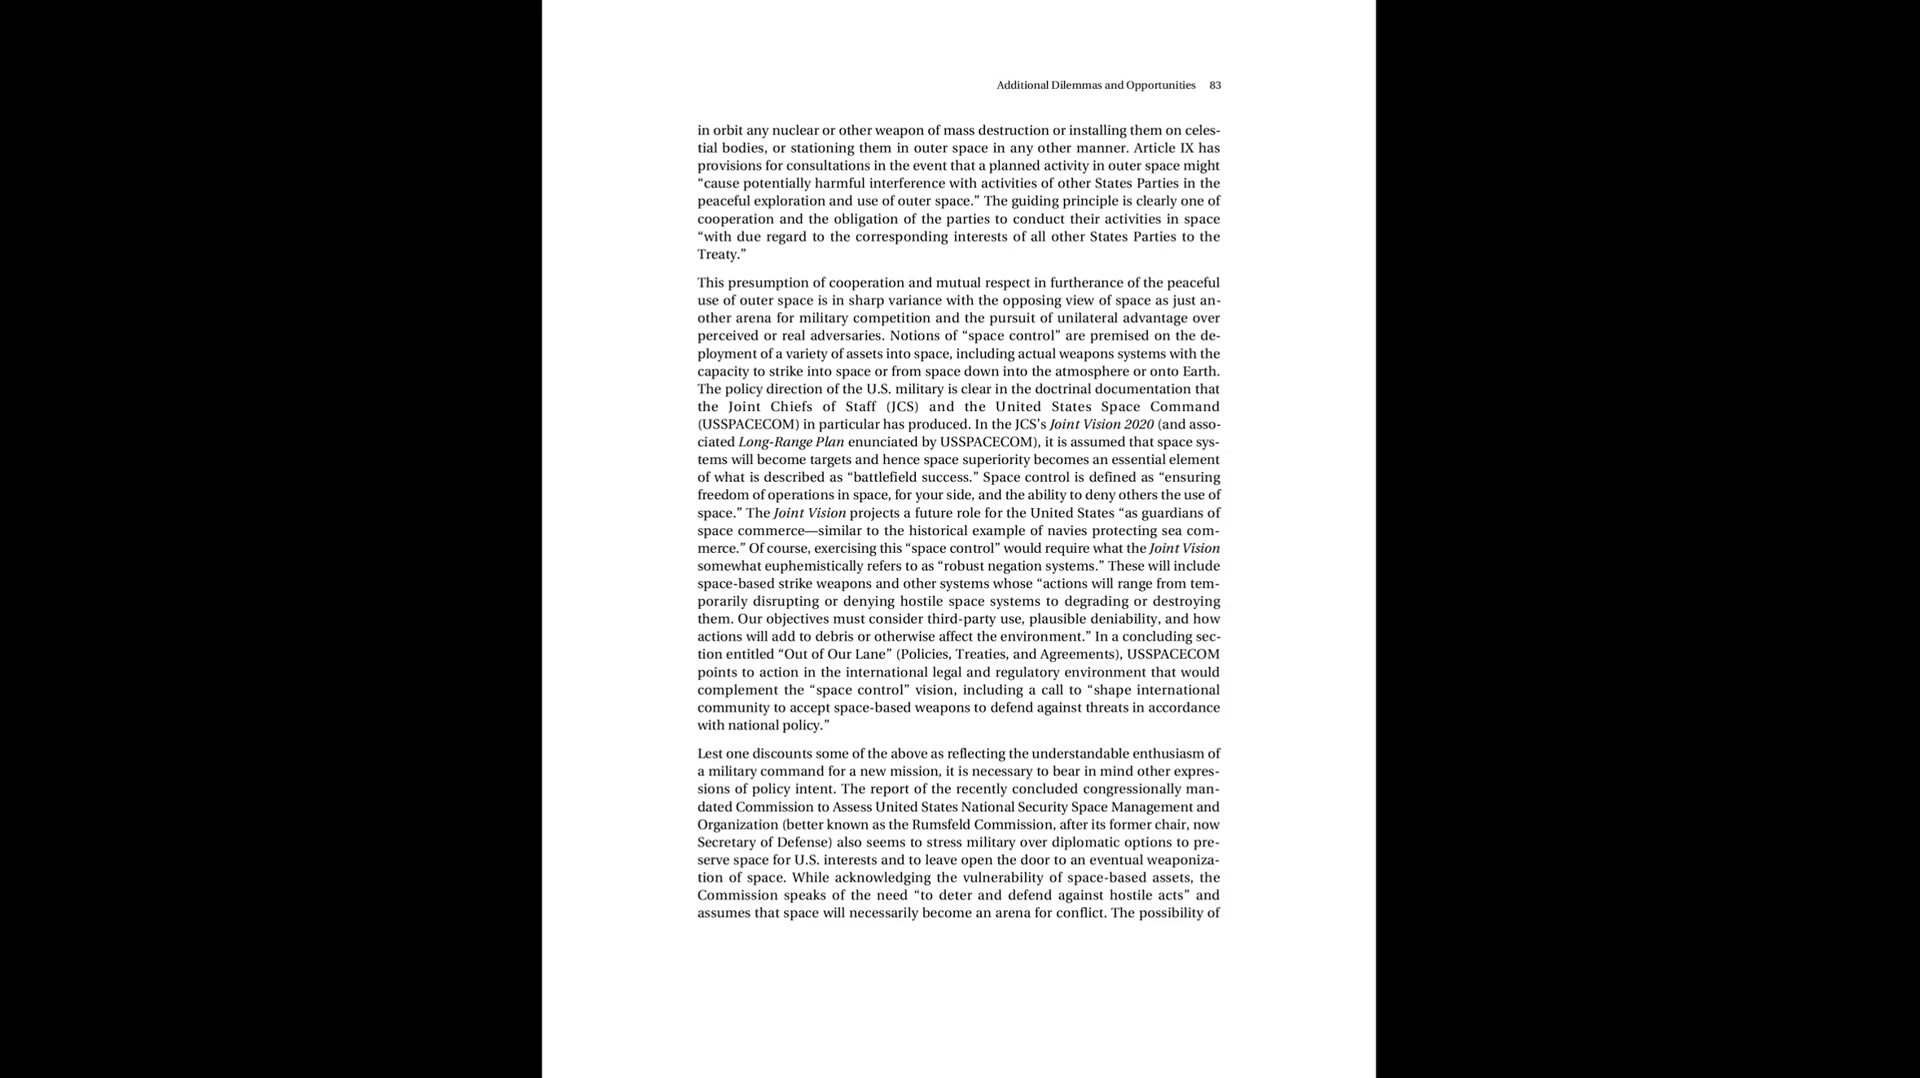 Additional Dilemmas and Opportunities 83
in orbit any nuclear or other weapon of mass destruction or installing them on celes-
tial bodies, or stationing them in outer space in any other manner. Article IX has
provisions for consultations in the event that a planned activity in outer space might
“cause potentially harmful interference with activities of other States Parties in the
peaceful exploration and use of outer space.” The guiding principle is clearly one of
cooperation and the obligation of the parties to conduct their activities in space
“with due regard to the corresponding interests of all other States Parties to the
Treaty.”
This presumption of cooperation and mutual respect in furtherance of the peaceful
use of outer space is in sharp variance with the opposing view of space as just an-
other arena for military competition and the pursuit of unilateral advantage over
perceived or real adversaries. Notions of “space control” are premised on the de-
ployment of a variety of assets into space, including actual weapons systems with the
capacity to strike into space or from space down into the atmosphere or onto Earth.
The policy direction of the U.S. military is clear in the doctrinal documentation that
the Joint Chiefs of Staff (JCS) and the United States Space Command
(USSPACECOM) in particular has produced. In the JCS’s Joint Vision 2020 (and asso-
ciated Long-Range Plan enunciated by USSPACECOM), it is assumed that space sys-
tems will become targets and hence space superiority becomes an essential element
of what is described as “battlefield success.” Space control is defined as “ensuring
freedom of operations in space, for your side, and the ability to deny others the use of
space.” The Joint Vision projects a future role for the United States “as guardians of
space commerce—similar to the historical example of navies protecting sea com-
merce.” Of course, exercising this “space control” would require what the Joint Vision
somewhat euphemistically refers to as “robust negation systems.” These will include
space-based strike weapons and other systems whose “actions will range from tem-
porarily disrupting or denying hostile space systems to degrading or destroying
them. Our objectives must consider third-party use, plausible deniability, and how
actions will add to debris or otherwise affect the environment.” In a concluding sec-
tion entitled “Out of Our Lane” (Policies, Treaties, and Agreements), USSPACECOM
points to action in the international legal and regulatory environment that would
complement the “space control” vision, including a call to “shape international
community to accept space-based weapons to defend against threats in accordance
with national policy.”
Lest one discounts some of the above as reflecting the understandable enthusiasm of
a military command for a new mission, it is necessary to bear in mind other expres-
sions of policy intent. The report of the recently concluded congressionally man-
dated Commission to Assess United States National Security Space Management and
Organization (better known as the Rumsfeld Commission, after its former chair, now
Secretary of Defense) also seems to stress military over diplomatic options to pre-
serve space for U.S. interests and to leave open the door to an eventual weaponiza-
tion of space. While acknowledging the vulnerability of space-based assets, the
Commission speaks of the need “to deter and defend against hostile acts” and
assumes that space will necessarily become an arena for conflict. The possibility of